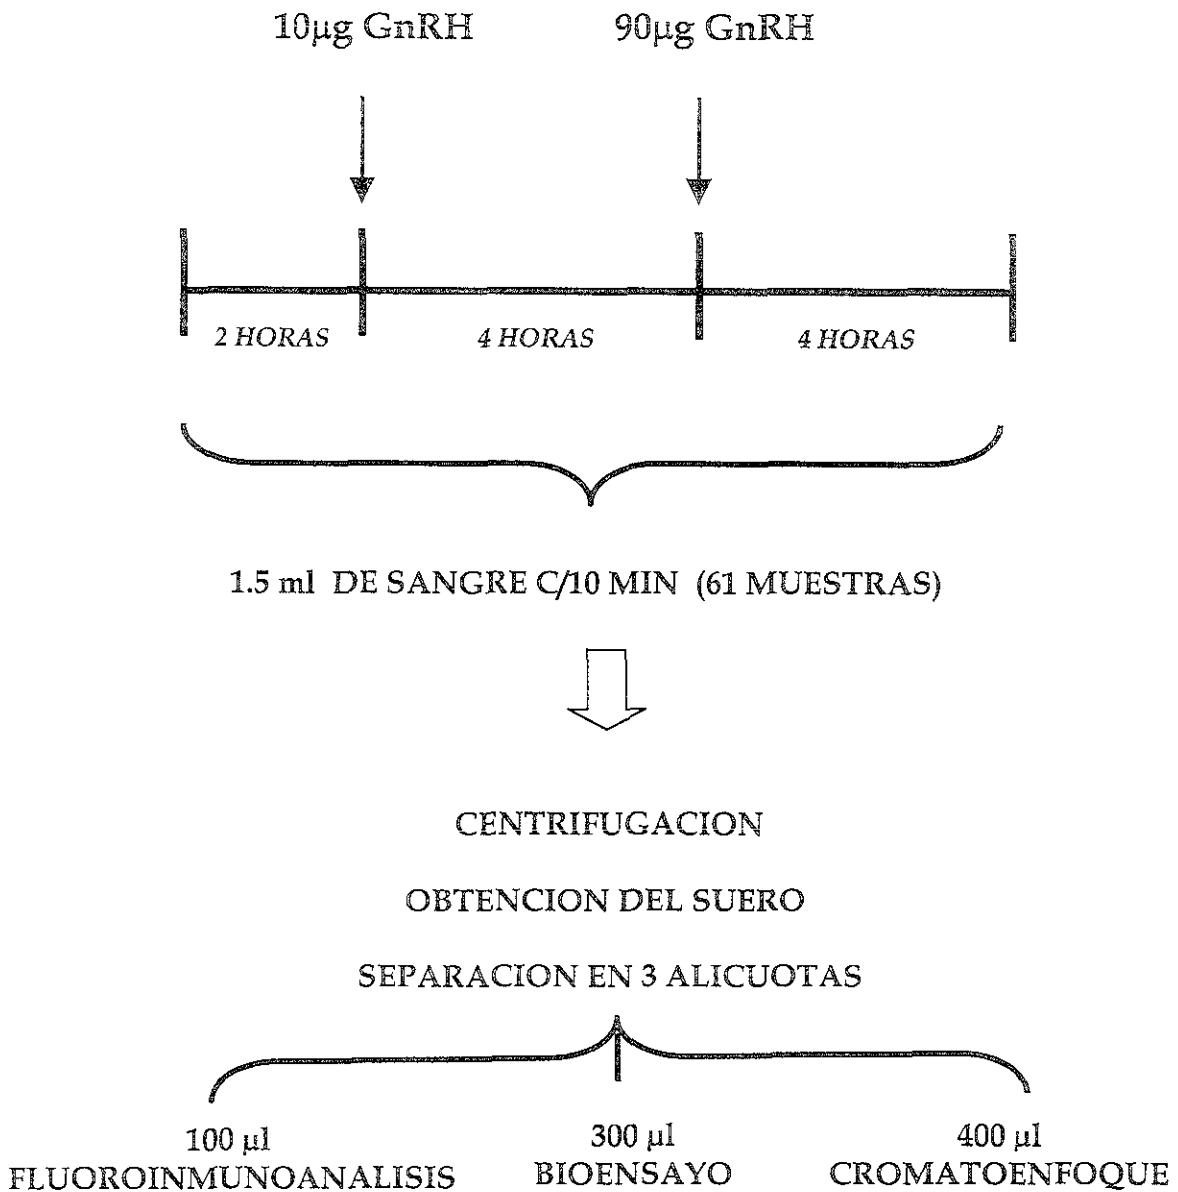 10µg GnRH 90µg GnRH
2 HORAS 4 HORAS 4 HORAS
1.5 ml DE SANGRE C/10 MIN (61 MUESTRAS)
CENTRIFUGACION
OBTENCION DEL SUERO
SEPARACION EN 3 ALICUOTAS
100 µl 300 µl 400 µl
FLUOROINMUNOANALISIS BIOENSAYO CROMATOENFOQUE